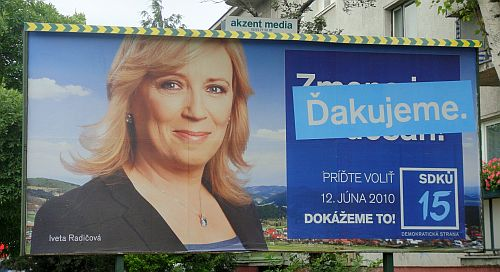 akzent media
Ďakujeme.
PRÍĎTE VOLIŤ
12. JÚNA 2010
DOKÁŽEME TO!
SDKÚ
15
DEMOKRATICKÁ STRANA
Iveta Radičová